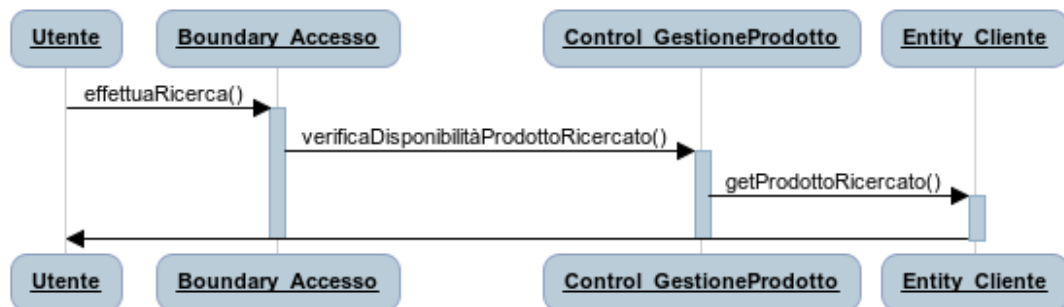 Utente
Boundary_Accesso
Control_GestioneProdotto
Entity_Cliente
effettuaRicerca()
verificaDisponibilitàProdottoRicercato()
getProdottoRicercato()
Utente
Boundary_Accesso
Control_GestioneProdotto
Entity_Cliente